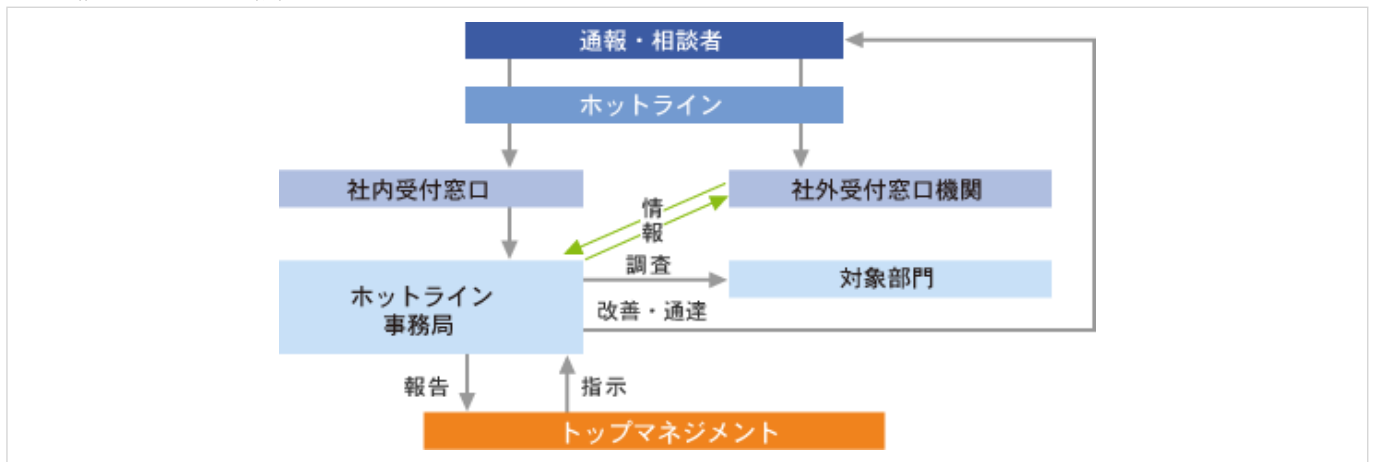 通報・相談者
ホットライン
社内受付窓口
社外受付窓口機関
情
報
調査
対象部門
ホットライン
事務局
改善・通達
報告
指示
トップマネジメント